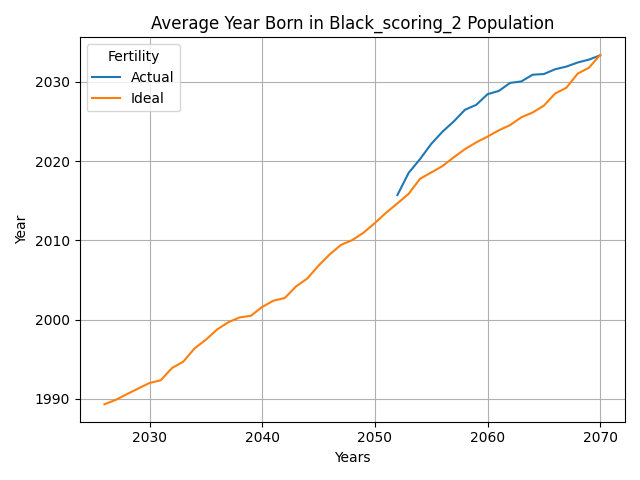 Average Year Born in Black_scoring_2 Population
Fertility
Actual
Ideal
Year
2030
2020
2010
2000
1990
2030 2040 2050 2060 2070
Years